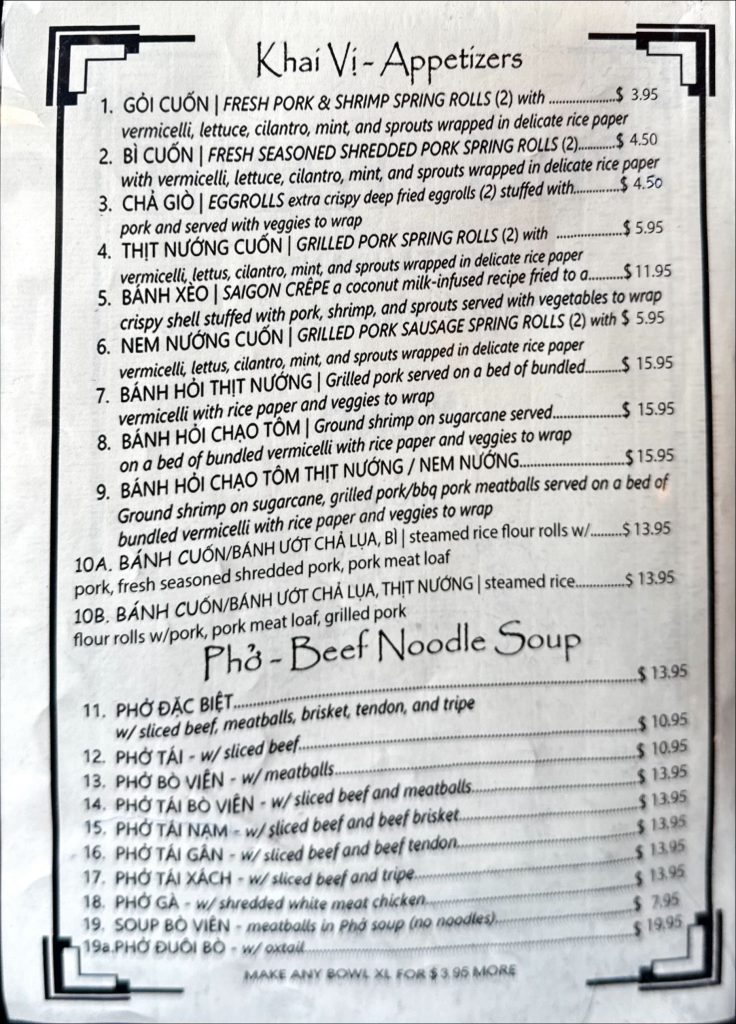 Khai Vị - Appetizers
1. GỎI CUỐN | FRESH PORK & SHRIMP SPRING ROLLS (2) with ....................$ 3.95
vermicelli, lettuce, cilantro, mint, and sprouts wrapped in delicate rice paper
2. BÌ CUỐN | FRESH SEASONED SHREDDED PORK SPRING ROLLS (2)...........$ 4.50
with vermicelli, lettuce, cilantro, mint, and sprouts wrapped in delicate rice paper
3. CHẢ GIÒ | EGGROLLS extra crispy deep fried eggrolls (2) stuffed with..............$ 4.50
pork and served with veggies to wrap
4. THỊT NƯỚNG CUỐN | GRILLED PORK SPRING ROLLS (2) with ....................$ 5.95
vermicelli, lettus, cilantro, mint, and sprouts wrapped in delicate rice paper
5. BÁNH XÈO | SAIGON CRÊPE a coconut milk-infused recipe fried to a..........$11.95
crispy shell stuffed with pork, shrimp, and sprouts served with vegetables to wrap
6. NEM NƯỚNG CUỐN | GRILLED PORK SAUSAGE SPRING ROLLS (2) with $ 5.95
vermicelli, lettus, cilantro, mint, and sprouts wrapped in delicate rice paper
7. BÁNH HỎI THỊT NƯỚNG | Grilled pork served on a bed of bundled...........$ 15.95
vermicelli with rice paper and veggies to wrap
8. BÁNH HỎI CHẠO TÔM | Ground shrimp on sugarcane served.....................$ 15.95
on a bed of bundled vermicelli with rice paper and veggies to wrap
9. BÁNH HỎI CHẠO TÔM THỊT NƯỚNG / NEM NƯỚNG................................$15.95
Ground shrimp on sugarcane, grilled pork/bbq pork meatballs served on a bed of
bundled vermicelli with rice paper and veggies to wrap
10A. BÁNH CUỐN/BÁNH ƯỚT CHẢ LỤA, BÌ | steamed rice flour rolls w/.........$ 13.95
pork, fresh seasoned shredded pork, pork meat loaf
10B. BÁNH CUỐN/BÁNH ƯỚT CHẢ LỤA, THỊT NƯỚNG | steamed rice.............$ 13.95
flour rolls w/pork, pork meat loaf, grilled pork
Phở - Beef Noodle Soup
11. PHỞ ĐẶC BIỆT........................................$ 13.95
w/ sliced beef, meatballs, brisket, tendon, and tripe
12. PHỞ TÁI - w/ sliced beef........................................$ 10.95
13. PHỞ BÒ VIÊN - w/ meatballs........................................$ 10.95
14. PHỞ TÁI BÒ VIÊN - w/ sliced beef and meatballs........................................$ 13.95
15. PHỞ TÁI NẠM - w/ sliced beef and beef brisket........................................$ 13.95
16. PHỞ TÁI GÂN - w/ sliced beef and beef tendon........................................$ 13.95
17. PHỞ TÁI XÁCH - w/ sliced beef and tripe........................................$ 13.95
18. PHỞ GÀ - w/ shredded white meat chicken........................................$ 13.95
19. SOUP BÒ VIÊN - meatballs in Phở soup (no noodles)........................................$ 7.95
19a.PHỞ ĐUÔI BÒ - w/ oxtail........................................$ 19.95
MAKE ANY BOWL XL FOR $ 3.95 MORE